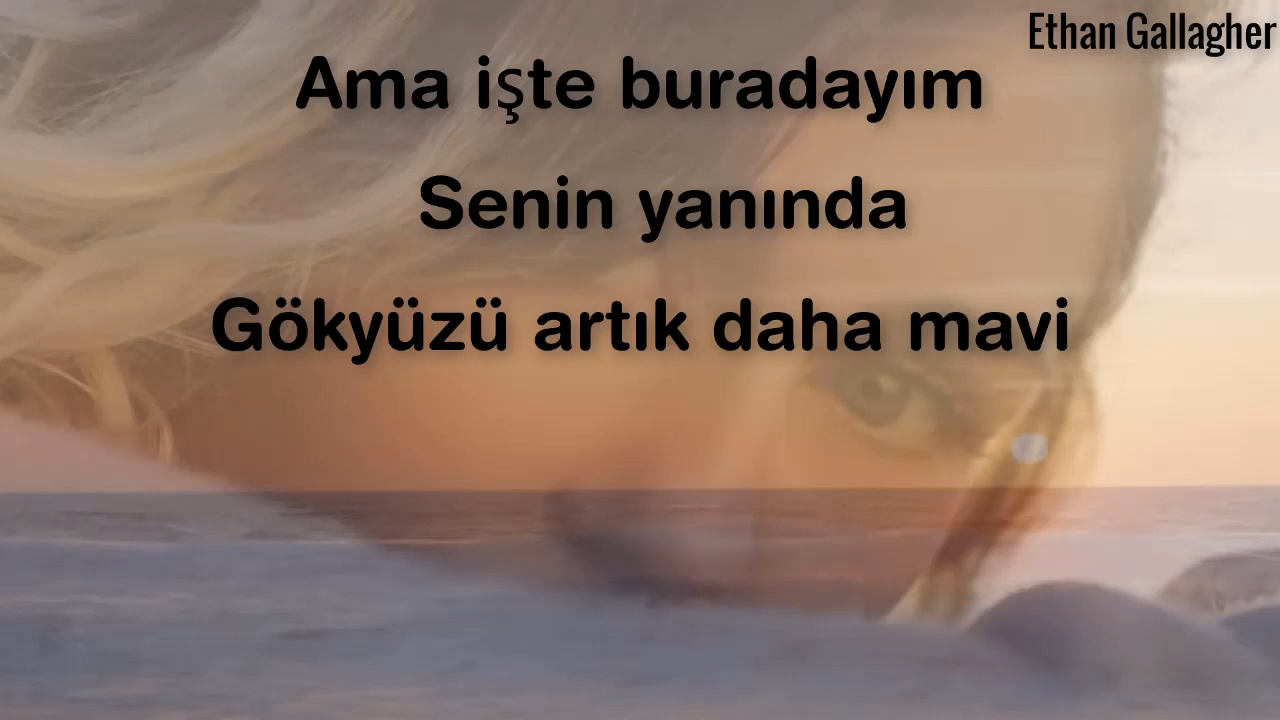 Ethan Gallagher
Ama işte buradayım
Senin yanında
Gökyüzü artık daha mavi